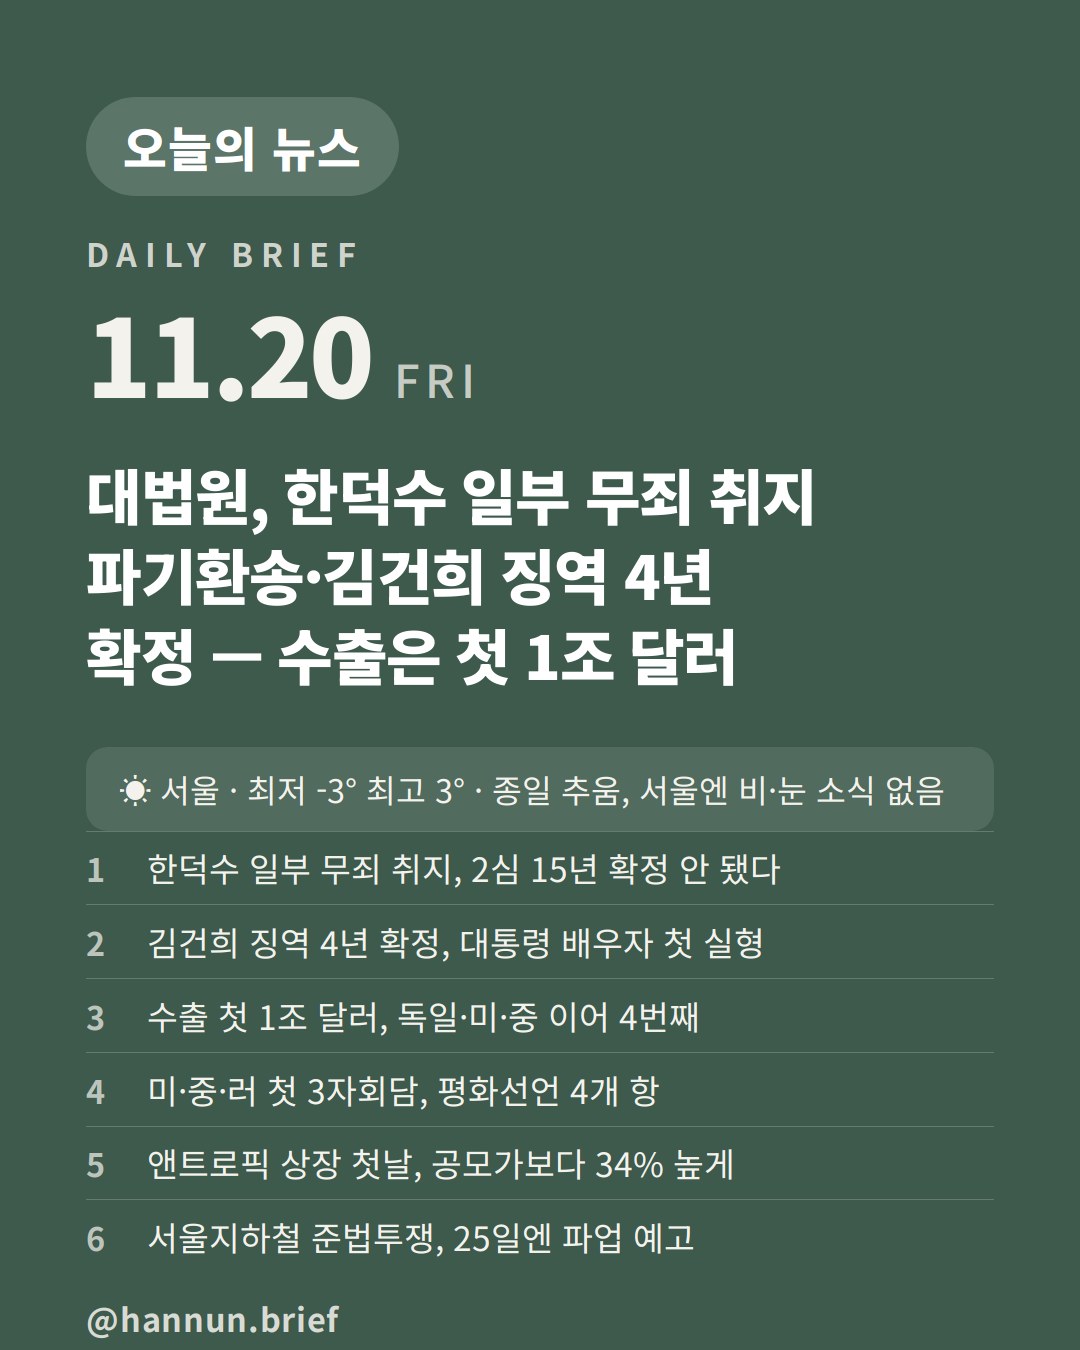 오늘의 뉴스
DAILY BRIEF
11.20 FRI
대법원, 한덕수 일부 무죄 취지
파기환송·김건희 징역 4년
확정 — 수출은 첫 1조 달러
☀ 서울 · 최저 -3° 최고 3° · 종일 추움, 서울엔 비·눈 소식 없음
1 한덕수 일부 무죄 취지, 2심 15년 확정 안 됐다
2 김건희 징역 4년 확정, 대통령 배우자 첫 실형
3 수출 첫 1조 달러, 독일·미·중 이어 4번째
4 미·중·러 첫 3자회담, 평화선언 4개 항
5 앤트로픽 상장 첫날, 공모가보다 34% 높게
6 서울지하철 준법투쟁, 25일엔 파업 예고
@hannun.brief